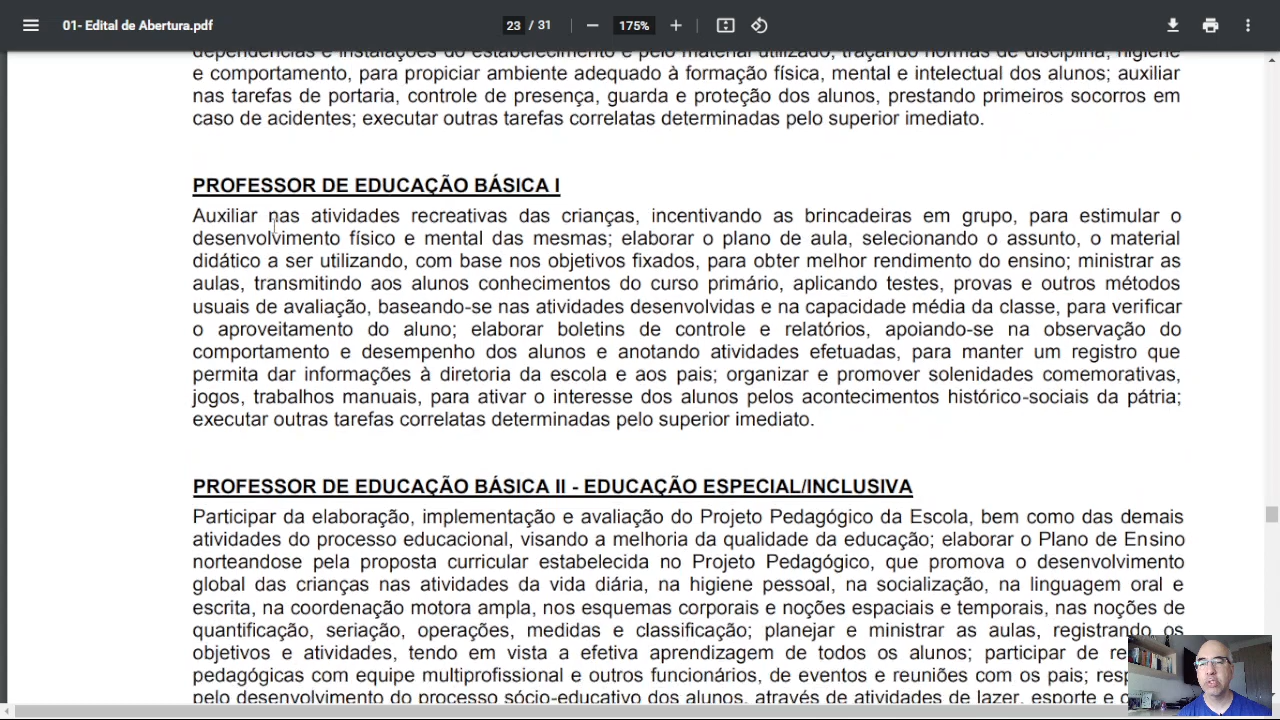 01- Edital de Abertura.pdf
23 / 31
175%
dependências e instalações do estabelecimento e pelo material utilizado, traçando normas de disciplina, higiene
e comportamento, para propiciar ambiente adequado à formação física, mental e intelectual dos alunos; auxiliar
nas tarefas de portaria, controle de presença, guarda e proteção dos alunos, prestando primeiros socorros em
caso de acidentes; executar outras tarefas correlatas determinadas pelo superior imediato.
PROFESSOR DE EDUCAÇÃO BÁSICA I
Auxiliar nas atividades recreativas das crianças, incentivando as brincadeiras em grupo, para estimular o
desenvolvimento físico e mental das mesmas; elaborar o plano de aula, selecionando o assunto, o material
didático a ser utilizando, com base nos objetivos fixados, para obter melhor rendimento do ensino; ministrar as
aulas, transmitindo aos alunos conhecimentos do curso primário, aplicando testes, provas e outros métodos
usuais de avaliação, baseando-se nas atividades desenvolvidas e na capacidade média da classe, para verificar
o aproveitamento do aluno; elaborar boletins de controle e relatórios, apoiando-se na observação do
comportamento e desempenho dos alunos e anotando atividades efetuadas, para manter um registro que
permita dar informações à diretoria da escola e aos pais; organizar e promover solenidades comemorativas,
jogos, trabalhos manuais, para ativar o interesse dos alunos pelos acontecimentos histórico-sociais da pátria;
executar outras tarefas correlatas determinadas pelo superior imediato.
PROFESSOR DE EDUCAÇÃO BÁSICA II - EDUCAÇÃO ESPECIAL/INCLUSIVA
Participar da elaboração, implementação e avaliação do Projeto Pedagógico da Escola, bem como das demais
atividades do processo educacional, visando a melhoria da qualidade da educação; elaborar o Plano de Ensino
norteandose pela proposta curricular estabelecida no Projeto Pedagógico, que promova o desenvolvimento
global das crianças nas atividades da vida diária, na higiene pessoal, na socialização, na linguagem oral e
escrita, na coordenação motora ampla, nos esquemas corporais e noções espaciais e temporais, nas noções de
quantificação, seriação, operações, medidas e classificação; planejar e ministrar as aulas, registrando os
objetivos e atividades, tendo em vista a efetiva aprendizagem de todos os alunos; participar de
pedagógicas com equipe multiprofissional e outros funcionários, de eventos e reuniões com os pais;
pelo desenvolvimento do processo sócio-educativo dos alunos, através de atividades de lazer, esporte e